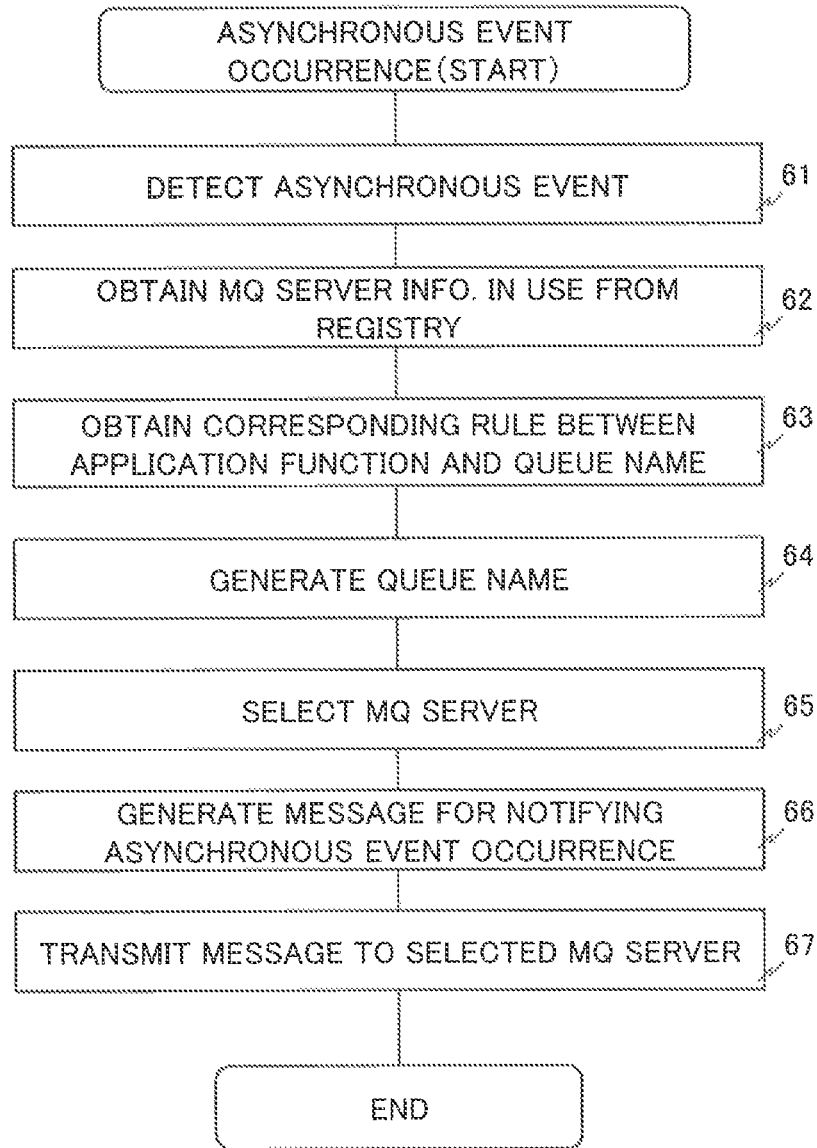 ASYNCHRONOUS EVENT
OCCURRENCE(START)
DETECT ASYNCHRONOUS EVENT
61
OBTAIN MQ SERVER INFO. IN USE FROM
REGISTRY
62
OBTAIN CORRESPONDING RULE BETWEEN
APPLICATION FUNCTION AND QUEUE NAME
63
GENERATE QUEUE NAME
64
SELECT MQ SERVER
65
GENERATE MESSAGE FOR NOTIFYING
ASYNCHRONOUS EVENT OCCURRENCE
66
TRANSMIT MESSAGE TO SELECTED MQ SERVER
67
END